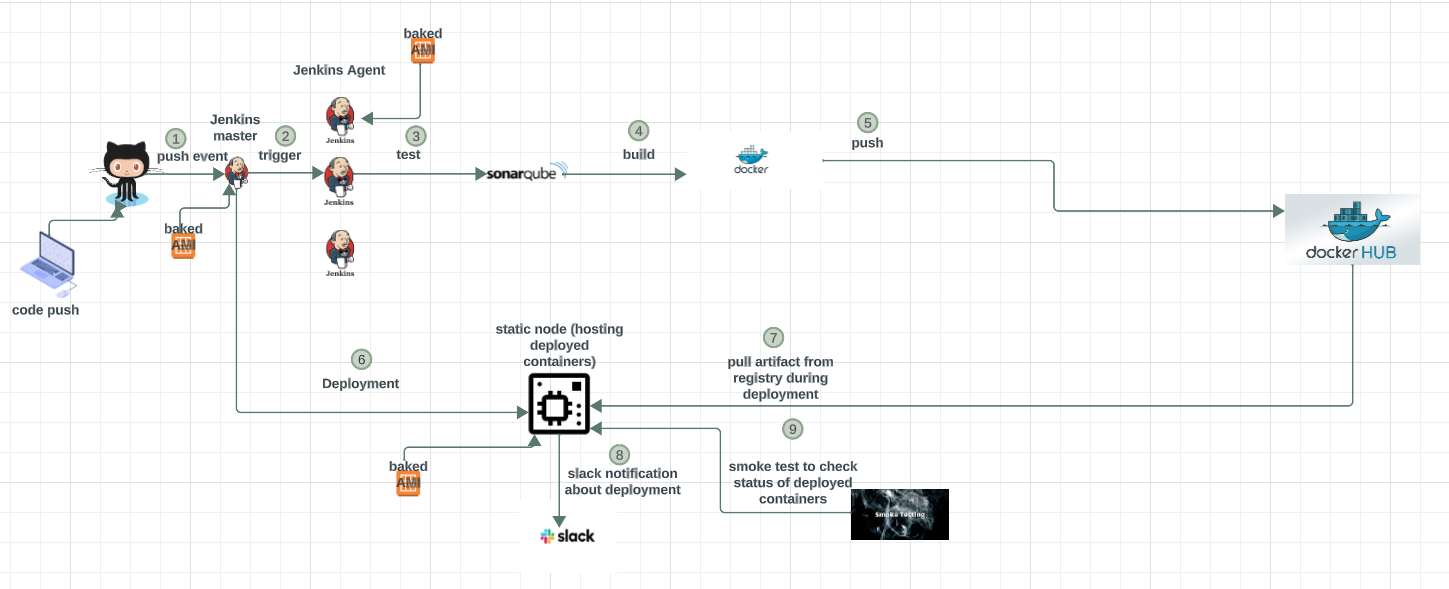 baked
AMI
Jenkins Agent
Jenkins
1
push event
Jenkins
master
2
trigger
3
test
Jenkins
sonarqube
4
build
docker
5
push
baked
AMI
Jenkins
docker HUB
code push
6
Deployment
static node (hosting
deployed
containers)
7
pull artifact from
registry during
deployment
baked
AMI
8
slack notification
about deployment
slack
9
smoke test to check
status of deployed
containers
Smoke Testing